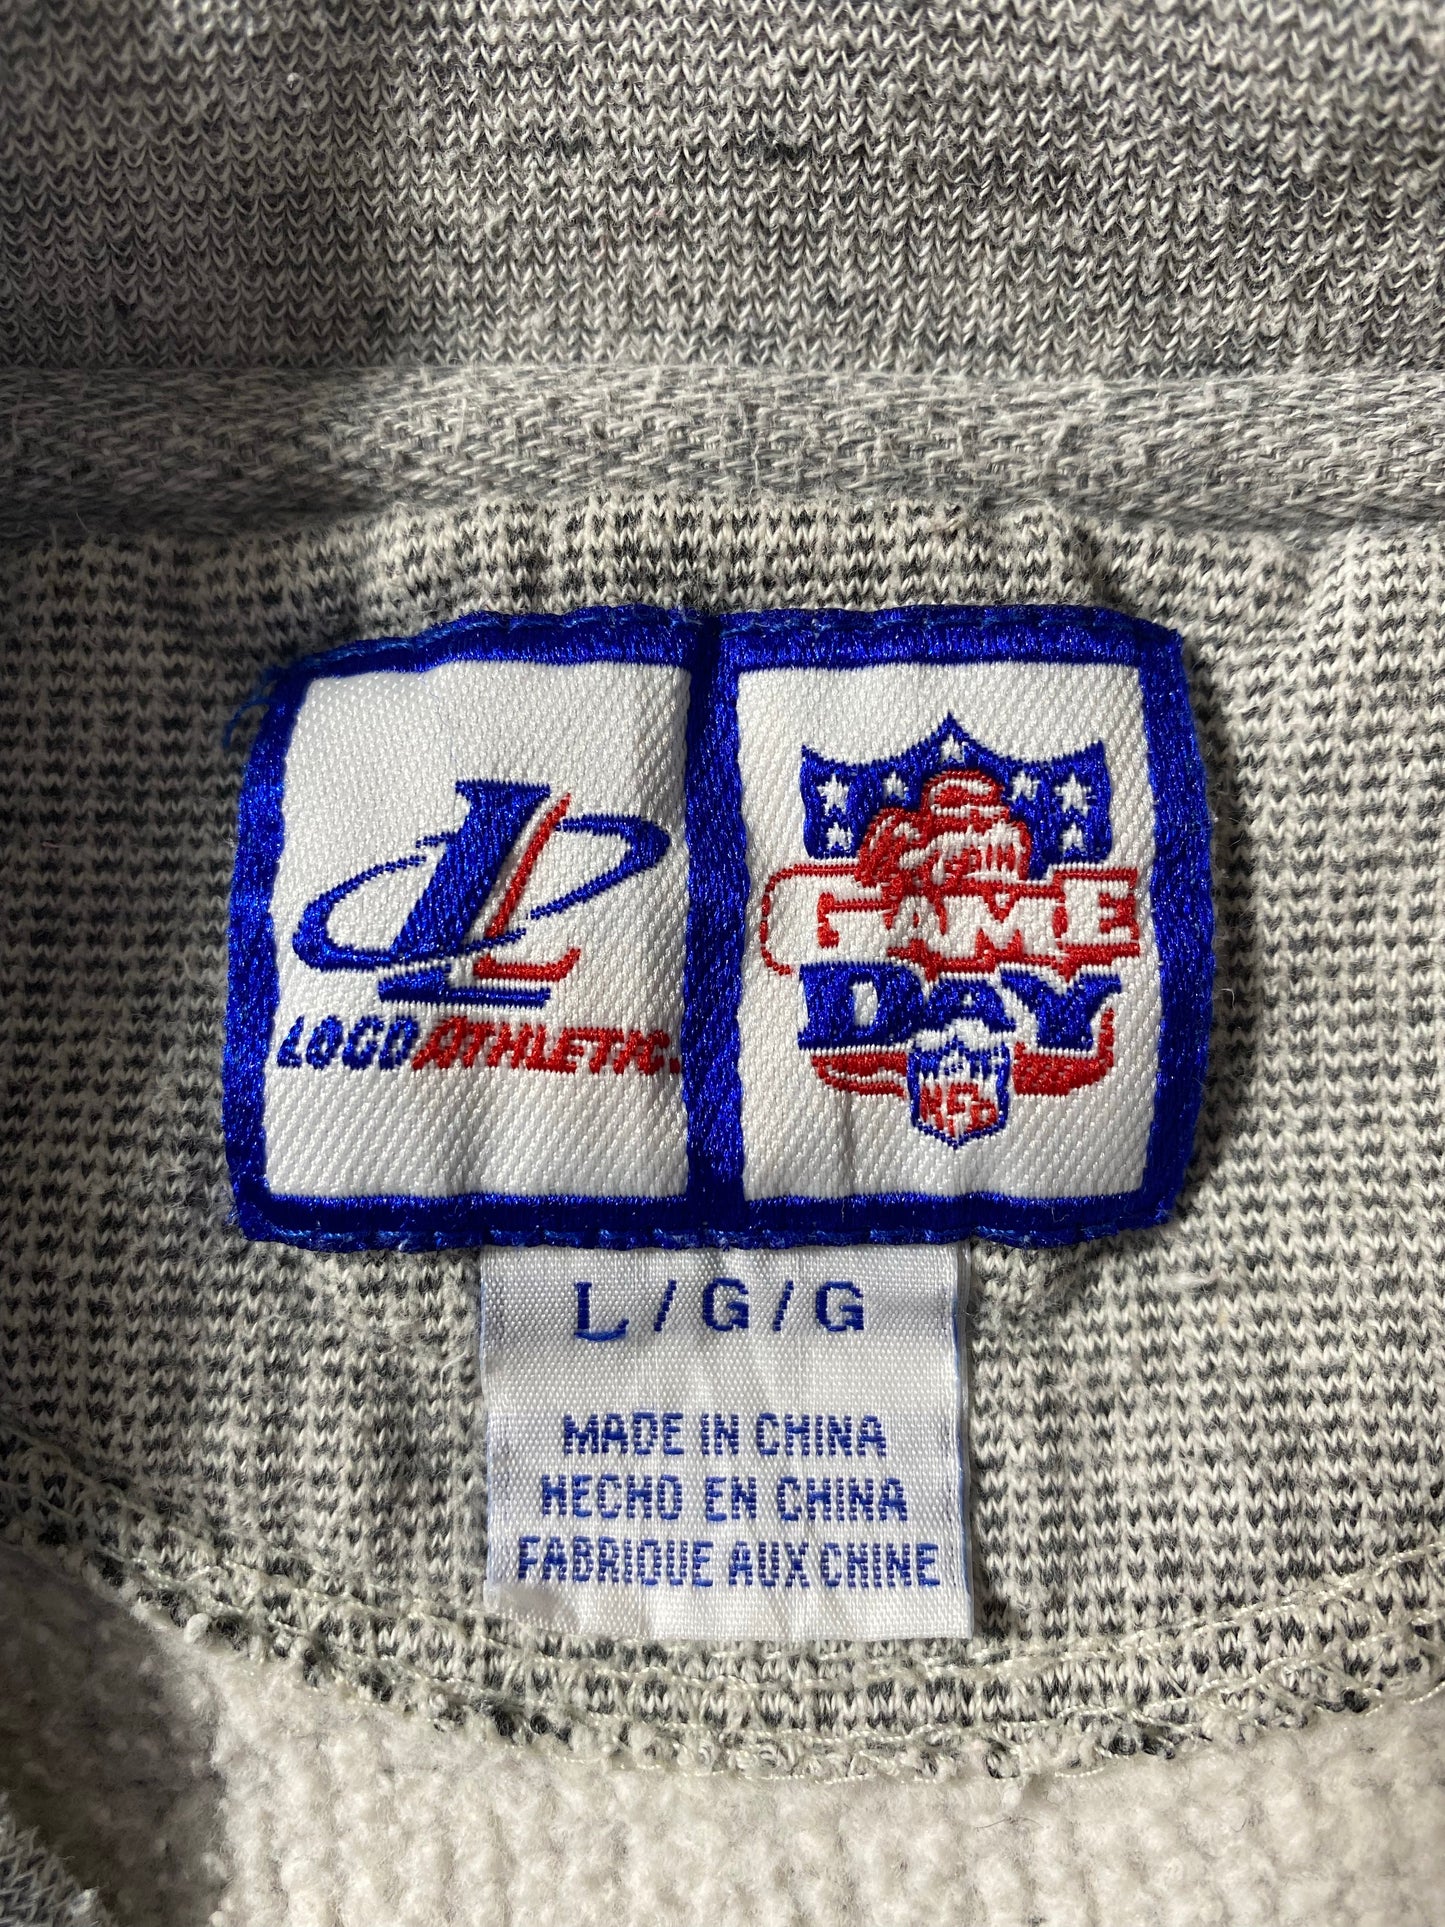 LOGO ATHLETIC
GAME
DAY
NFL
L/G/G
MADE IN CHINA
HECHO EN CHINA
FABRIQUE AUX CHINE